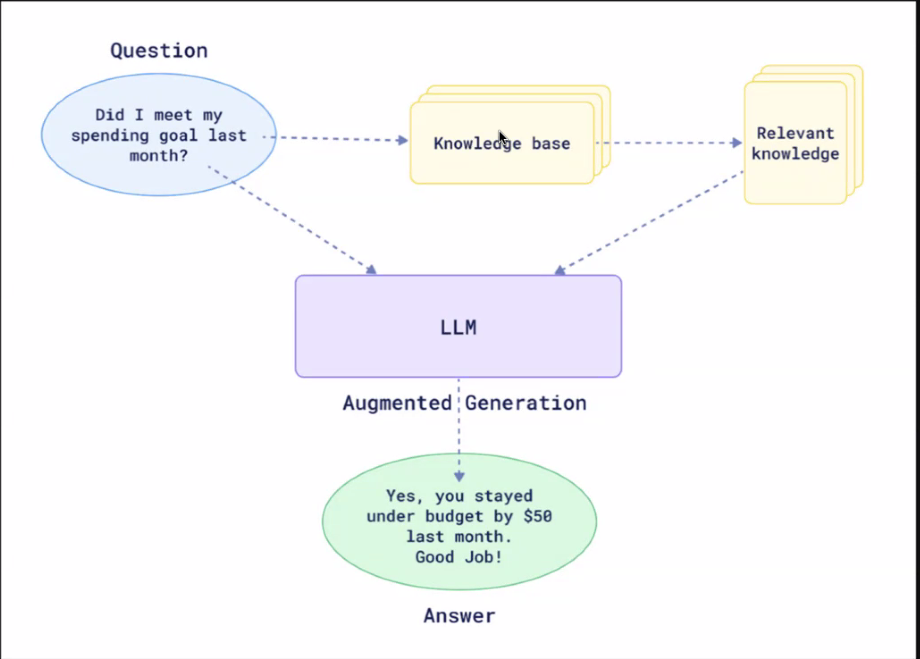 Question
Did I meet my
spending goal last
month?
Knowledge base
Relevant
knowledge
LLM
Augmented Generation
Yes, you stayed
under budget by $50
last month.
Good Job!
Answer